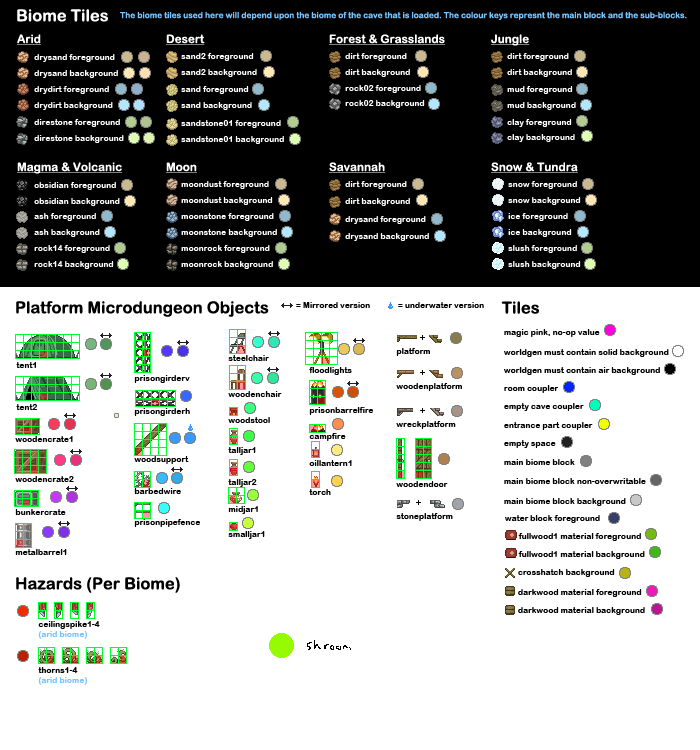 Biome Tiles
The biome tiles used here will depend upon the biome of the cave that is loaded. The colour keys represnt the main block and the sub-blocks.
Arid
drysand foreground
drysand background
drydirt foreground
drydirt background
direstone foreground
direstone background
Desert
sand2 foreground
sand2 background
sand foreground
sand background
sandstone01 foreground
sandstone01 background
Forest & Grasslands
dirt foreground
dirt background
rock02 foreground
rock02 background
Jungle
dirt foreground
dirt background
mud foreground
mud background
clay foreground
clay background
Magma & Volcanic
obsidian foreground
obsidian background
ash foreground
ash background
rock14 foreground
rock14 background
Moon
moondust foreground
moondust background
moonstone foreground
moonstone background
moonrock foreground
moonrock background
Savannah
dirt foreground
dirt background
drysand foreground
drysand background
Snow & Tundra
snow foreground
snow background
ice foreground
ice background
slush foreground
slush background
Platform Microdungeon Objects
= Mirrored version
= underwater version
tent1
tent2
woodencrate1
woodencrate2
bunkercrate
metalbarrel1
prisongirderv
prisongirderh
woodsupport
barbedwire
prisonpipefence
steelchair
woodenchair
woodstool
talljar1
talljar2
midjar1
smalljar1
floodlights
prisonbarrelfire
campfire
oillantern1
torch
+
platform
+
woodenplatform
+
wreckplatform
woodendoor
+
stoneplatform
Tiles
magic pink, no-op value
worldgen must contain solid background
worldgen must contain air background
room coupler
empty cave coupler
entrance part coupler
empty space
main biome block
main biome block non-overwritable
main biome block background
water block foreground
fullwood1 material foreground
fullwood1 material background
crosshatch background
darkwood material foreground
darkwood material background
Hazards (Per Biome)
ceilingspike1-4
(arid biome)
thorns1-4
(arid biome)
shroom